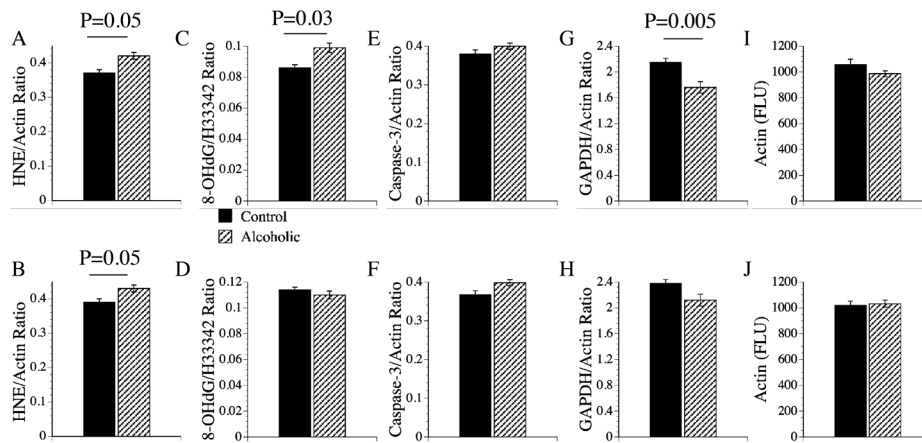 P=0.05
P=0.03
P=0.005
A
HNE/Actin Ratio
0.4
0.3
0.2
0.1
0
C
8-OHdG/H33342 Ratio
0.1
0.08
0.06
0.04
0.02
0
E
Caspase-3/Actin Ratio
0.4
0.3
0.2
0.1
0
G
GAPDH/Actin Ratio
2.4
2
1.6
1.2
0.8
0.4
0
I
Actin (FLU)
1200
1000
800
600
400
200
0
Control
Alcoholic
P=0.05
B
HNE/Actin Ratio
0.4
0.3
0.2
0.1
0
D
8-OHdG/H33342 Ratio
0.12
0.1
0.08
0.06
0.04
0.02
0
F
Caspase-3/Actin Ratio
0.4
0.3
0.2
0.1
0
H
GAPDH/Actin Ratio
2.4
2
1.6
1.2
0.8
0.4
0
J
Actin (FLU)
1200
1000
800
600
400
200
0